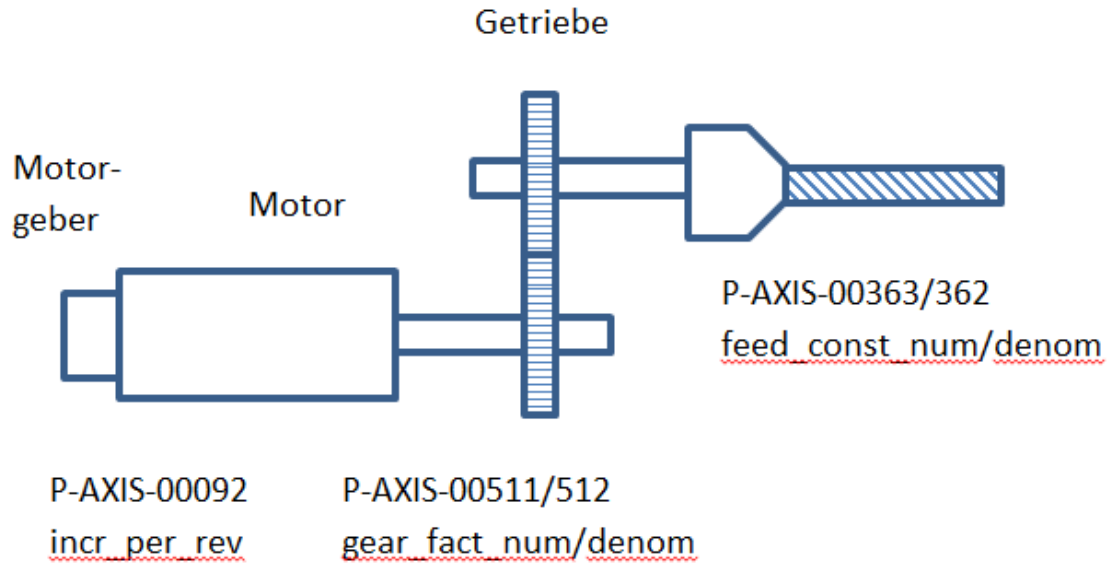 Getriebe
Motor-
geber
Motor
P-AXIS-00363/362
feed_const_num/denom
P-AXIS-00092
incr_per_rev
P-AXIS-00511/512
gear_fact_num/denom